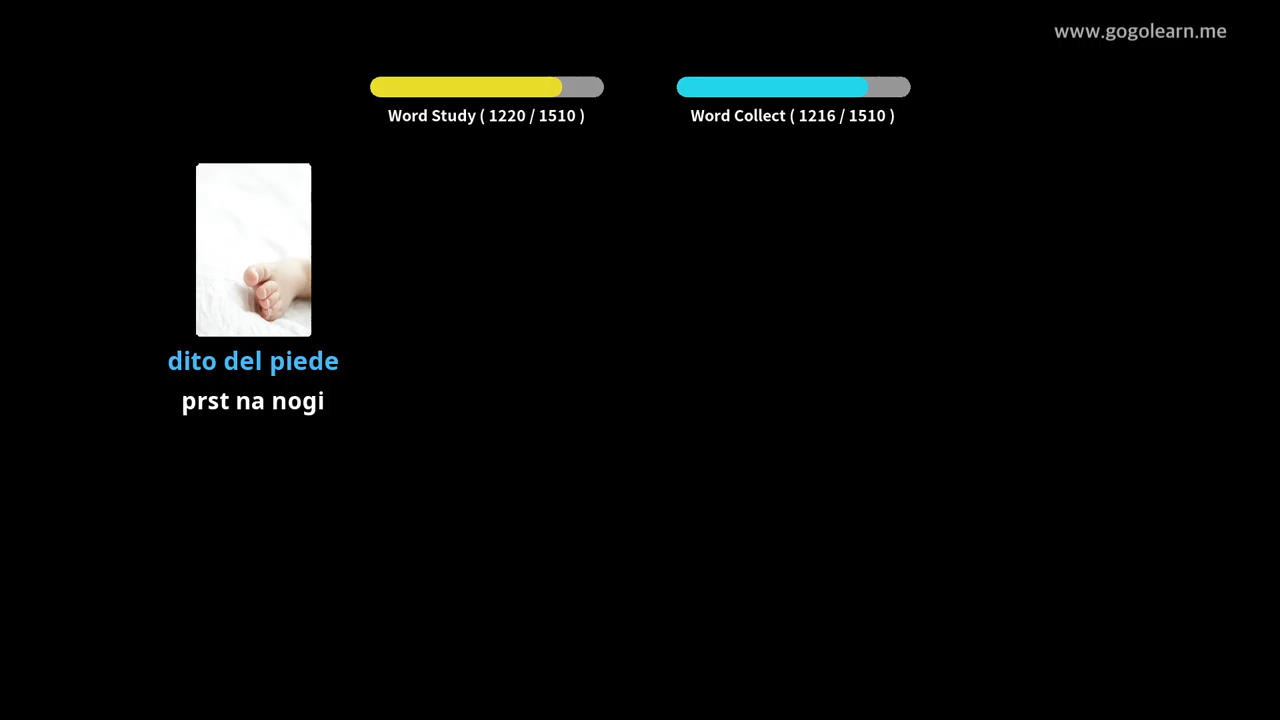 www.gogolearn.me
Word Study ( 1220 / 1510 )
Word Collect ( 1216 / 1510 )
dito del piede
prst na nogi